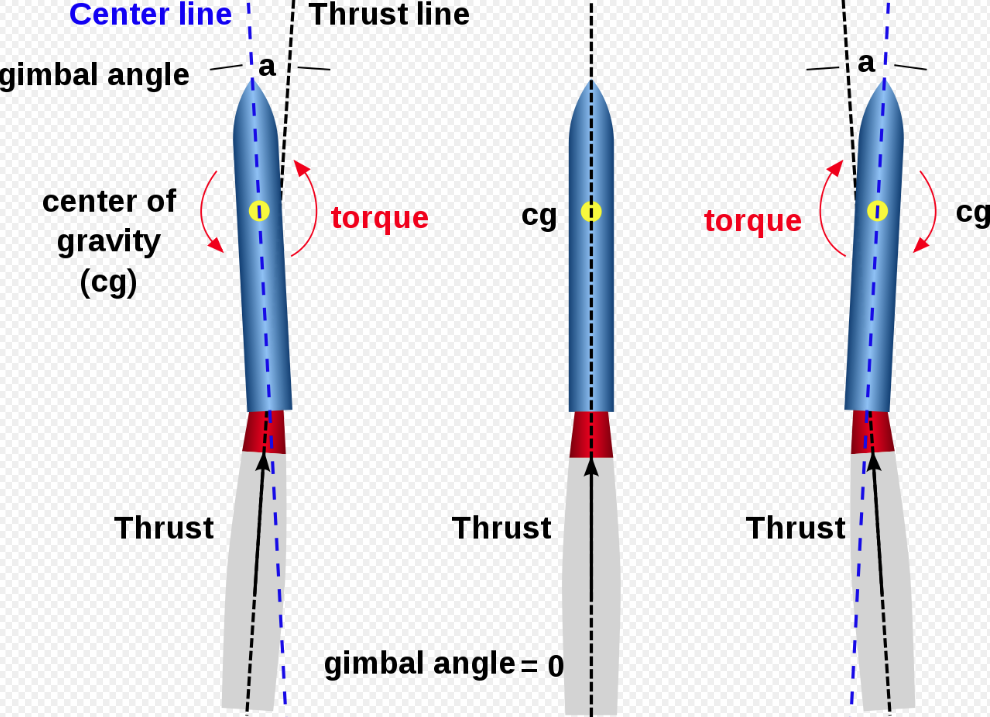 Center line
Thrust line
gimbal angle
a
a
center of
gravity
(cg)
torque
cg
torque
cg
Thrust
Thrust
Thrust
gimbal angle = 0